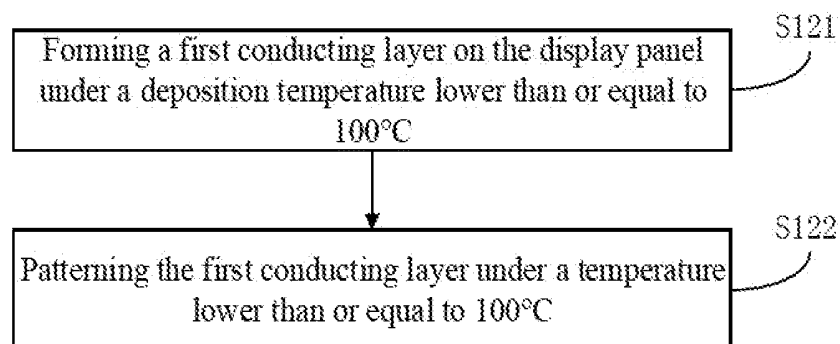 S121
Forming a first conducting layer on the display panel
under a deposition temperature lower than or equal to
100°C
S122
Patterning the first conducting layer under a temperature
lower than or equal to 100°C